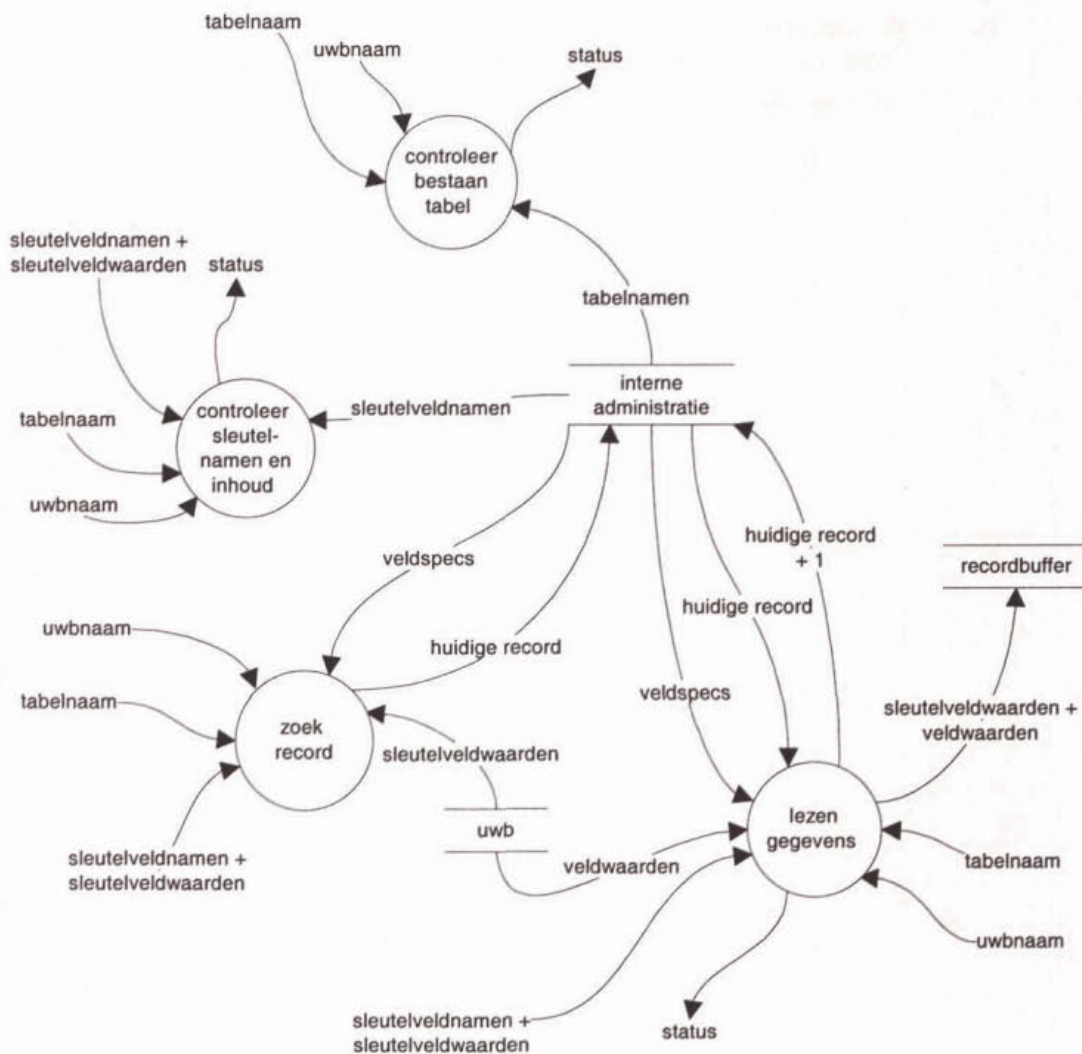 tabelnaam
uwbnaam
status
controleer
bestaan
tabel
sleutelveldnamen +
sleutelveldwaarden
status
tabelnamen
interne
administratie
sleutelveldnamen
controleer
sleutel-
namen en
inhoud
tabelnaam
uwbnaam
veldspecs
huidige record
huidige record
+ 1
recordbuffer
huidige record
veldspecs
uwbnaam
tabelnaam
zoek
record
sleutelveldwaarden
sleutelveldwaarden +
veldwaarden
uwb
lezen
gegevens
sleutelveldnamen +
sleutelveldwaarden
veldwaarden
tabelnaam
uwbnaam
sleutelveldnamen +
sleutelveldwaarden
status